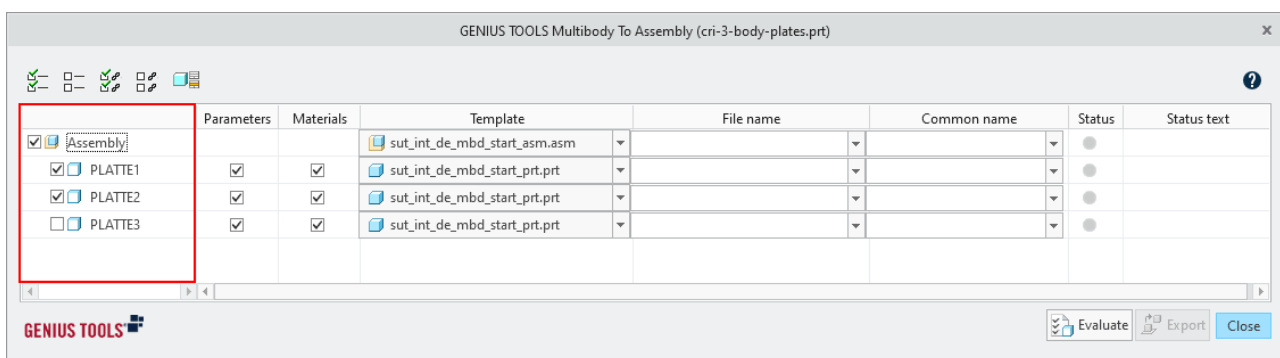 GENIUS TOOLS Multibody To Assembly (cri-3-body-plates.prt)
Parameters Materials Template File name Common name Status Status text
Assembly sut_int_de_mbd_start_asm.asm
PLATTE1 sut_int_de_mbd_start_prt.prt
PLATTE2 sut_int_de_mbd_start_prt.prt
PLATTE3 sut_int_de_mbd_start_prt.prt
GENIUS TOOLS Evaluate Export Close